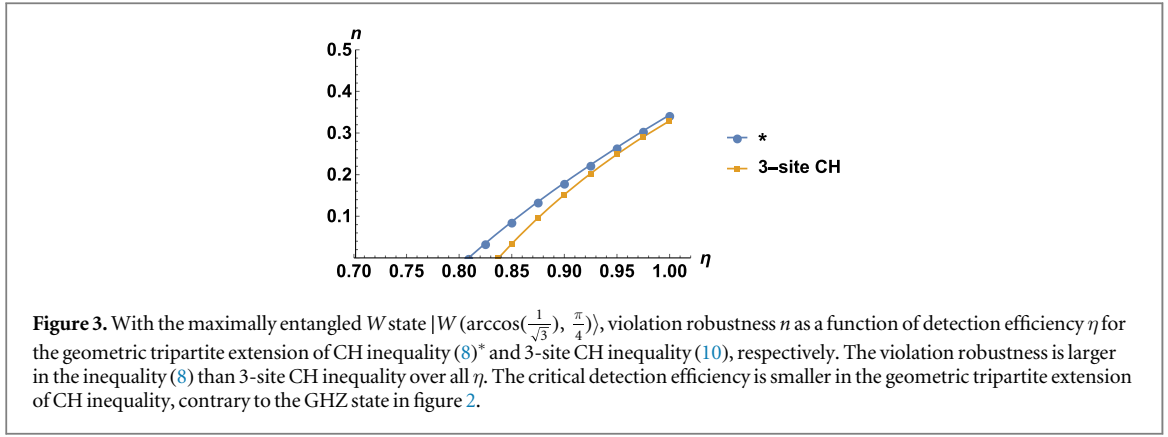 n
0.5
0.4
0.3
0.2
0.1
0.70 0.75 0.80 0.85 0.90 0.95 1.00 η
*
3–site CH
Figure 3. With the maximally entangled W state |W (arccos(1/√3), π/4)⟩, violation robustness n as a function of detection efficiency η for
the geometric tripartite extension of CH inequality (8)* and 3-site CH inequality (10), respectively. The violation robustness is larger
in the inequality (8) than 3-site CH inequality over all η. The critical detection efficiency is smaller in the geometric tripartite extension
of CH inequality, contrary to the GHZ state in figure 2.